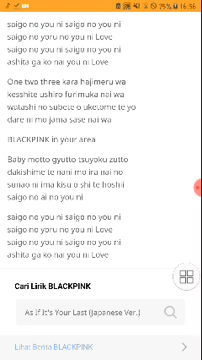 75% 16:56
saigo no you ni saigo no you ni
saigo no yoru no you ni Love
saigo no you ni saigo no you ni
ashita ga ko nai you ni Love
One two three kara hajimeru wa
kesshite ushiro furimuka nai wa
watashi no subete o uketome te yo
dare ni mo jama sase nai wa
BLACKPINK in your area
Baby motto gyutto tsuyoku zutto
dakishime te nani mo ira nai no
sunao ni ima kisu o shi te hoshii
saigo no ai no you ni
saigo no you ni saigo no you ni
saigo no yoru no you ni Love
saigo no you ni saigo no you ni
ashita ga ko nai you ni Love
Cari Lirik BLACKPINK
As If It's Your Last (Japanese Ver.)
Lihat Berita BLACKPINK